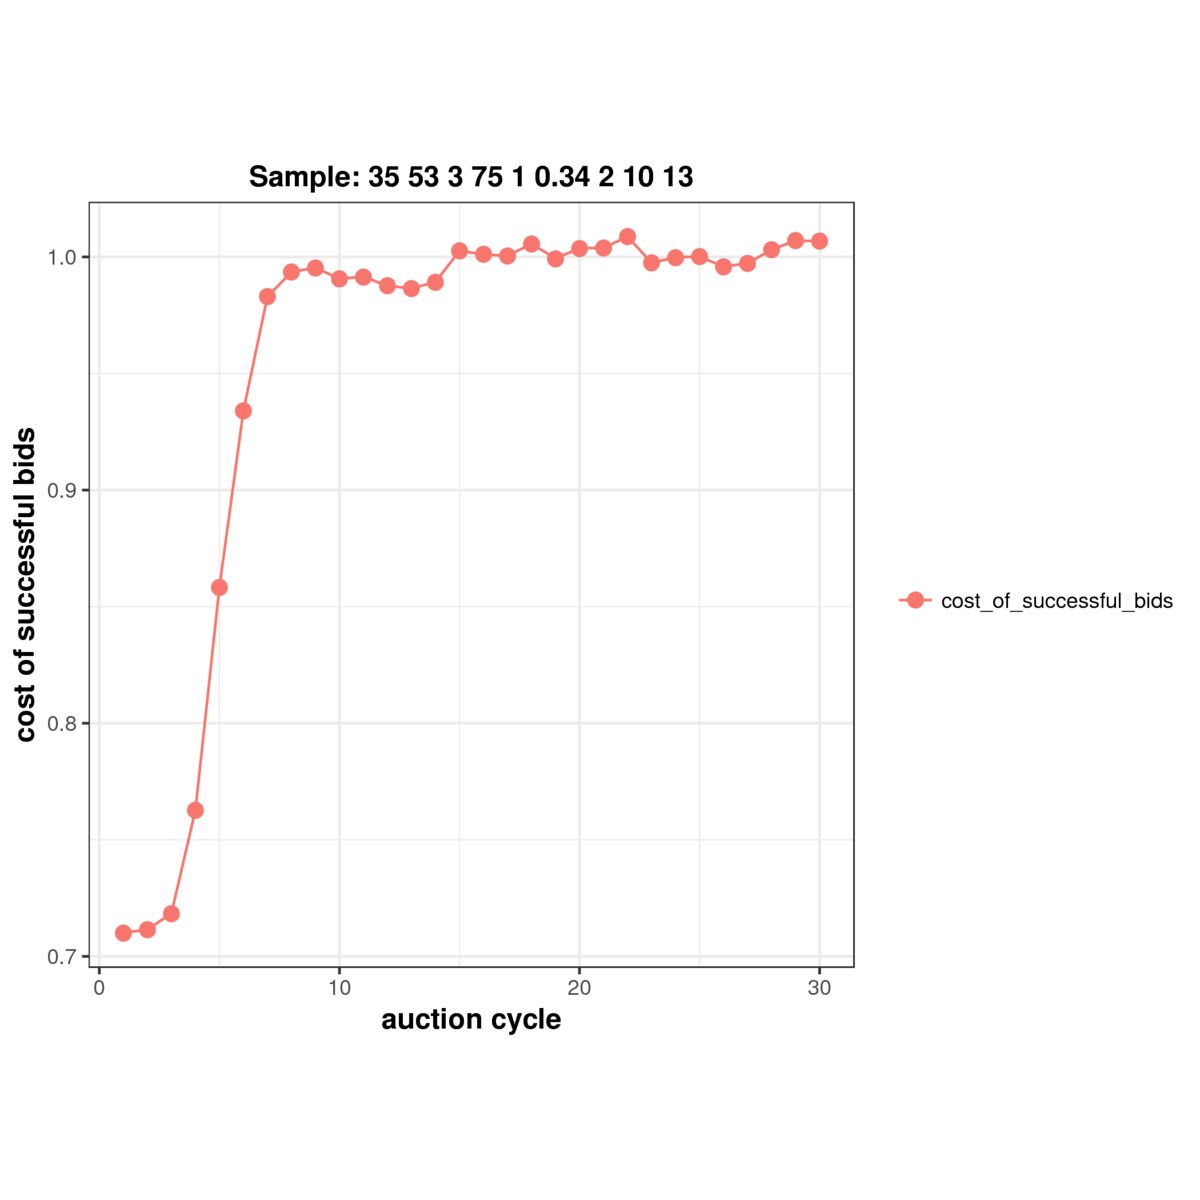 Sample: 35 53 3 75 1 0.34 2 10 13
1.0
0.9
0.8
0.7
cost of successful bids
0 10 20 30
auction cycle
cost_of_successful_bids